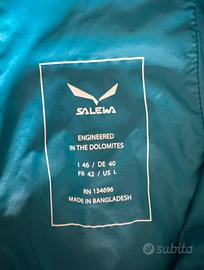 SALEWA
ENGINEERED
IN THE DOLOMITES
I 46 / DE 40
FR 42 / US L
RN 134696
MADE IN BANGLADESH
subito